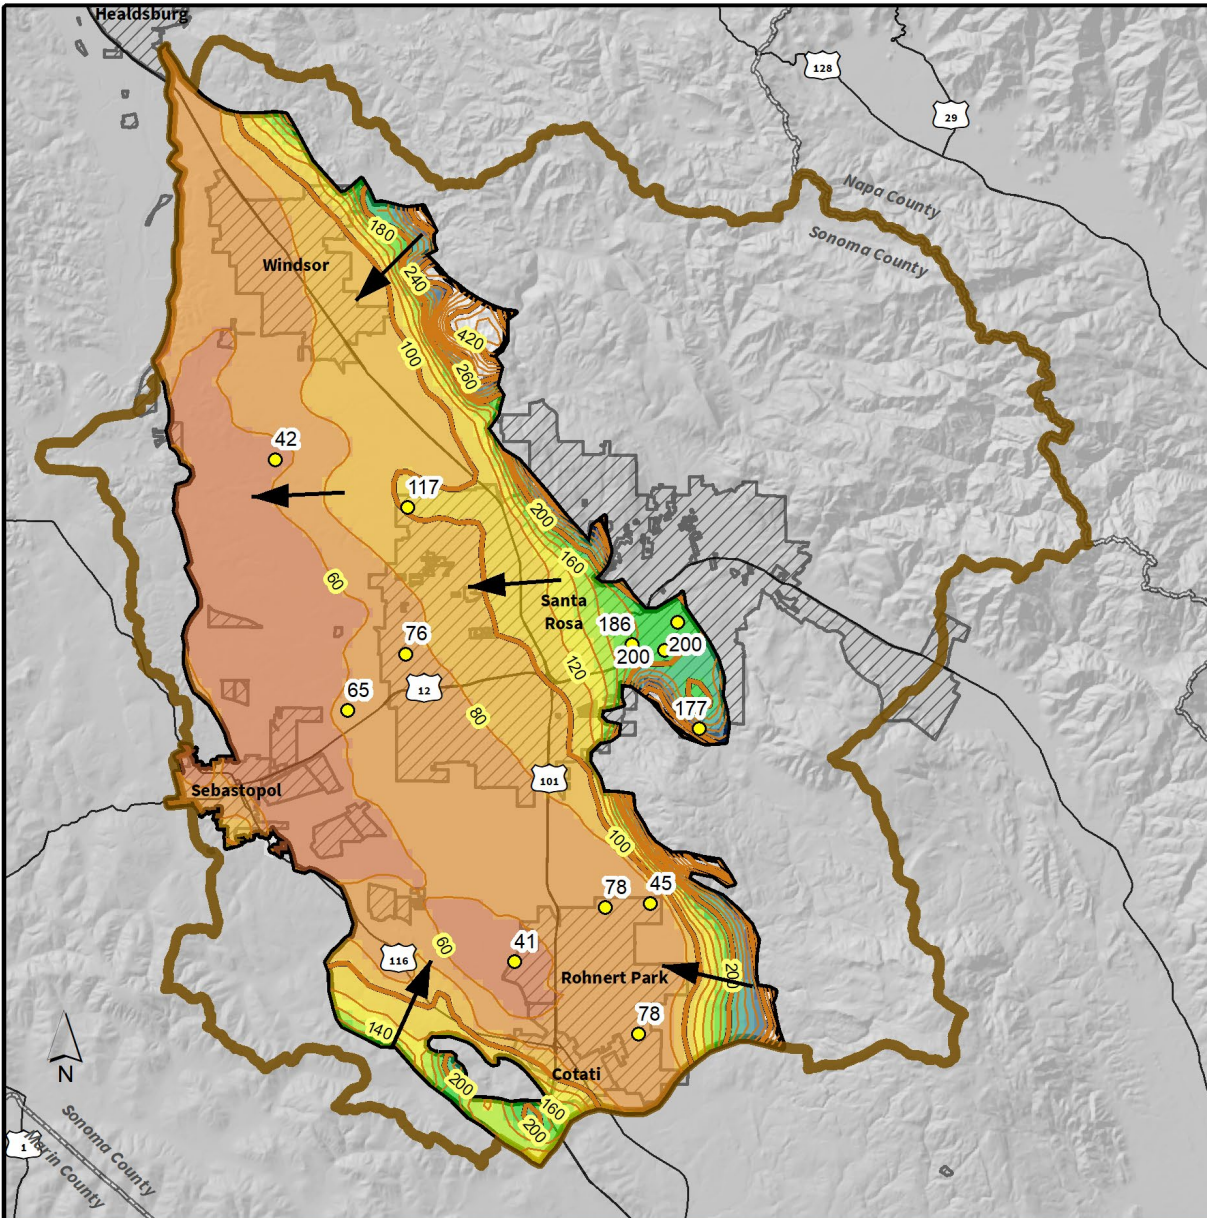 Healdsburg
128
29
Napa County
Sonoma County
180
Windsor
240
420
100
260
42
117
200
160
60
Santa
Rosa
186
76
200
200
120
12
65
177
80
101
Sebastopol
100
78
45
41
60
116
Rohnert Park
200
78
140
N
Cotati
200
160
200
Sonoma County
Marin County
1